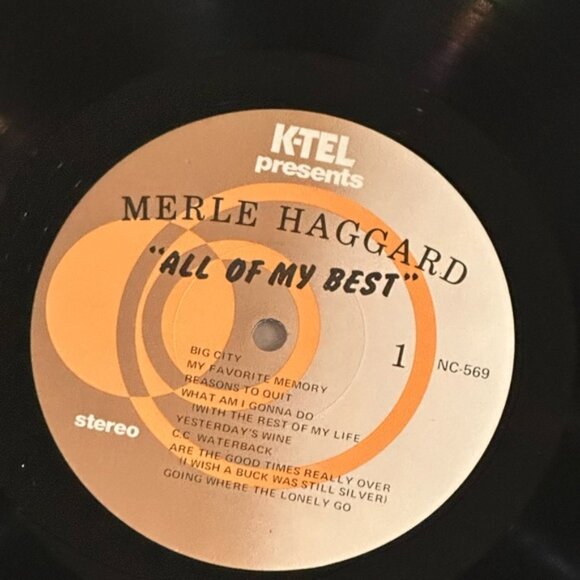 K-TEL
presents
MERLE HAGGARD
"ALL OF MY BEST"
1
NC-569
stereo
BIG CITY
MY FAVORITE MEMORY
REASONS TO QUIT
WHAT AM I GONNA DO
(WITH THE REST OF MY LIFE
YESTERDAY'S WINE
C.C. WATERBACK
ARE THE GOOD TIMES REALLY OVER
(I WISH A BUCK WAS STILL SILVER)
GOING WHERE THE LONELY GO